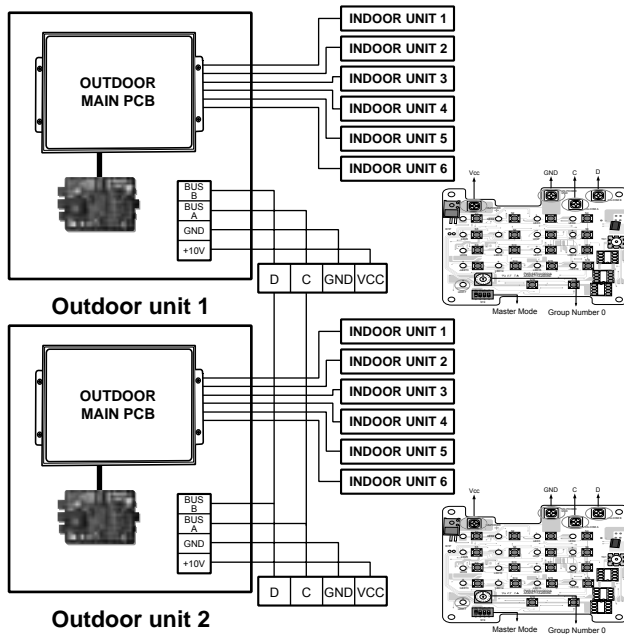 INDOOR UNIT 1
INDOOR UNIT 2
INDOOR UNIT 3
INDOOR UNIT 4
INDOOR UNIT 5
INDOOR UNIT 6
OUTDOOR
MAIN PCB
BUS
B
BUS
A
GND
+10V
D C GND VCC
Outdoor unit 1
Vcc GND C D
Master Mode Group Number 0
INDOOR UNIT 1
INDOOR UNIT 2
INDOOR UNIT 3
INDOOR UNIT 4
INDOOR UNIT 5
INDOOR UNIT 6
OUTDOOR
MAIN PCB
BUS
B
BUS
A
GND
+10V
D C GND VCC
Outdoor unit 2
Vcc GND C D
Master Mode Group Number 0